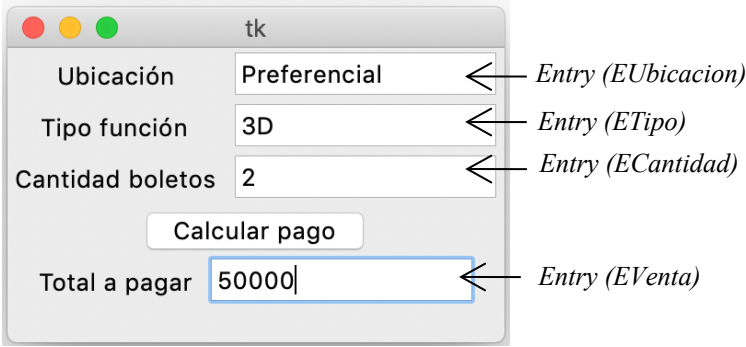 tk
Ubicación Preferencial Entry (EUbicacion)
Tipo función 3D Entry (ETipo)
Cantidad boletos 2 Entry (ECantidad)
Calcular pago
Total a pagar 50000 Entry (EVenta)